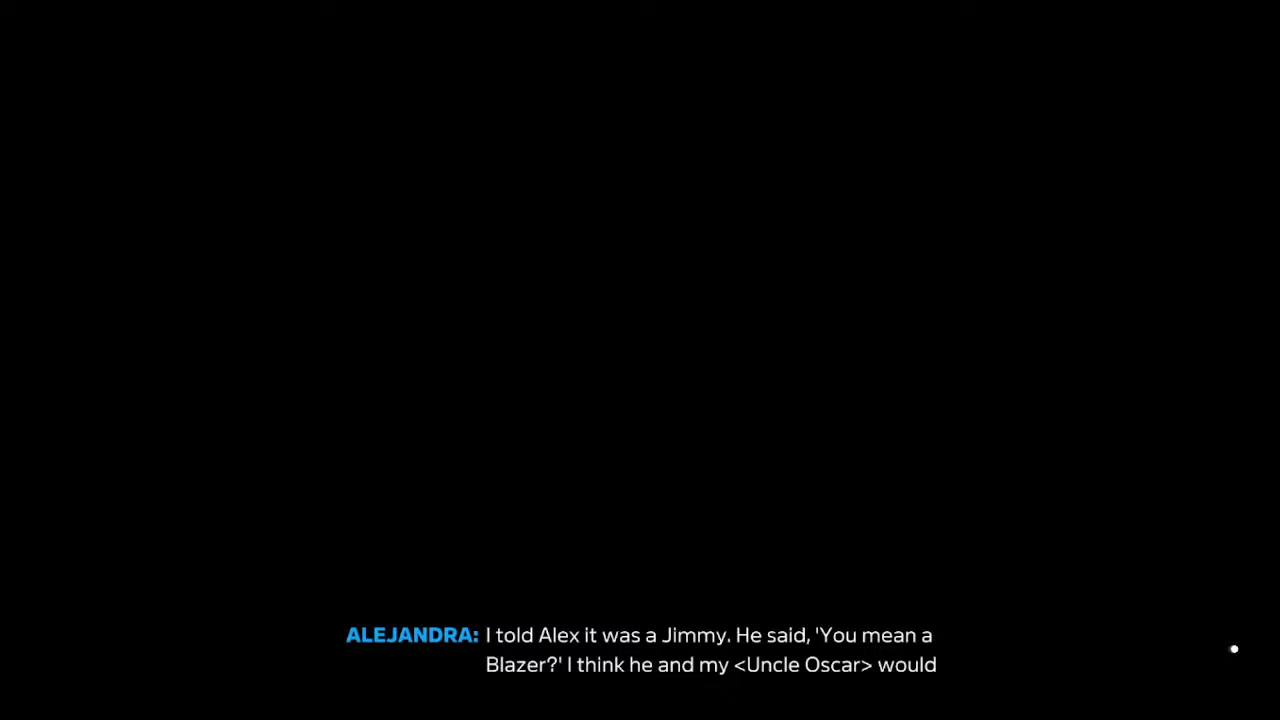 ALEJANDRA: I told Alex it was a Jimmy. He said, 'You mean a
Blazer?' I think he and my <Uncle Oscar> would